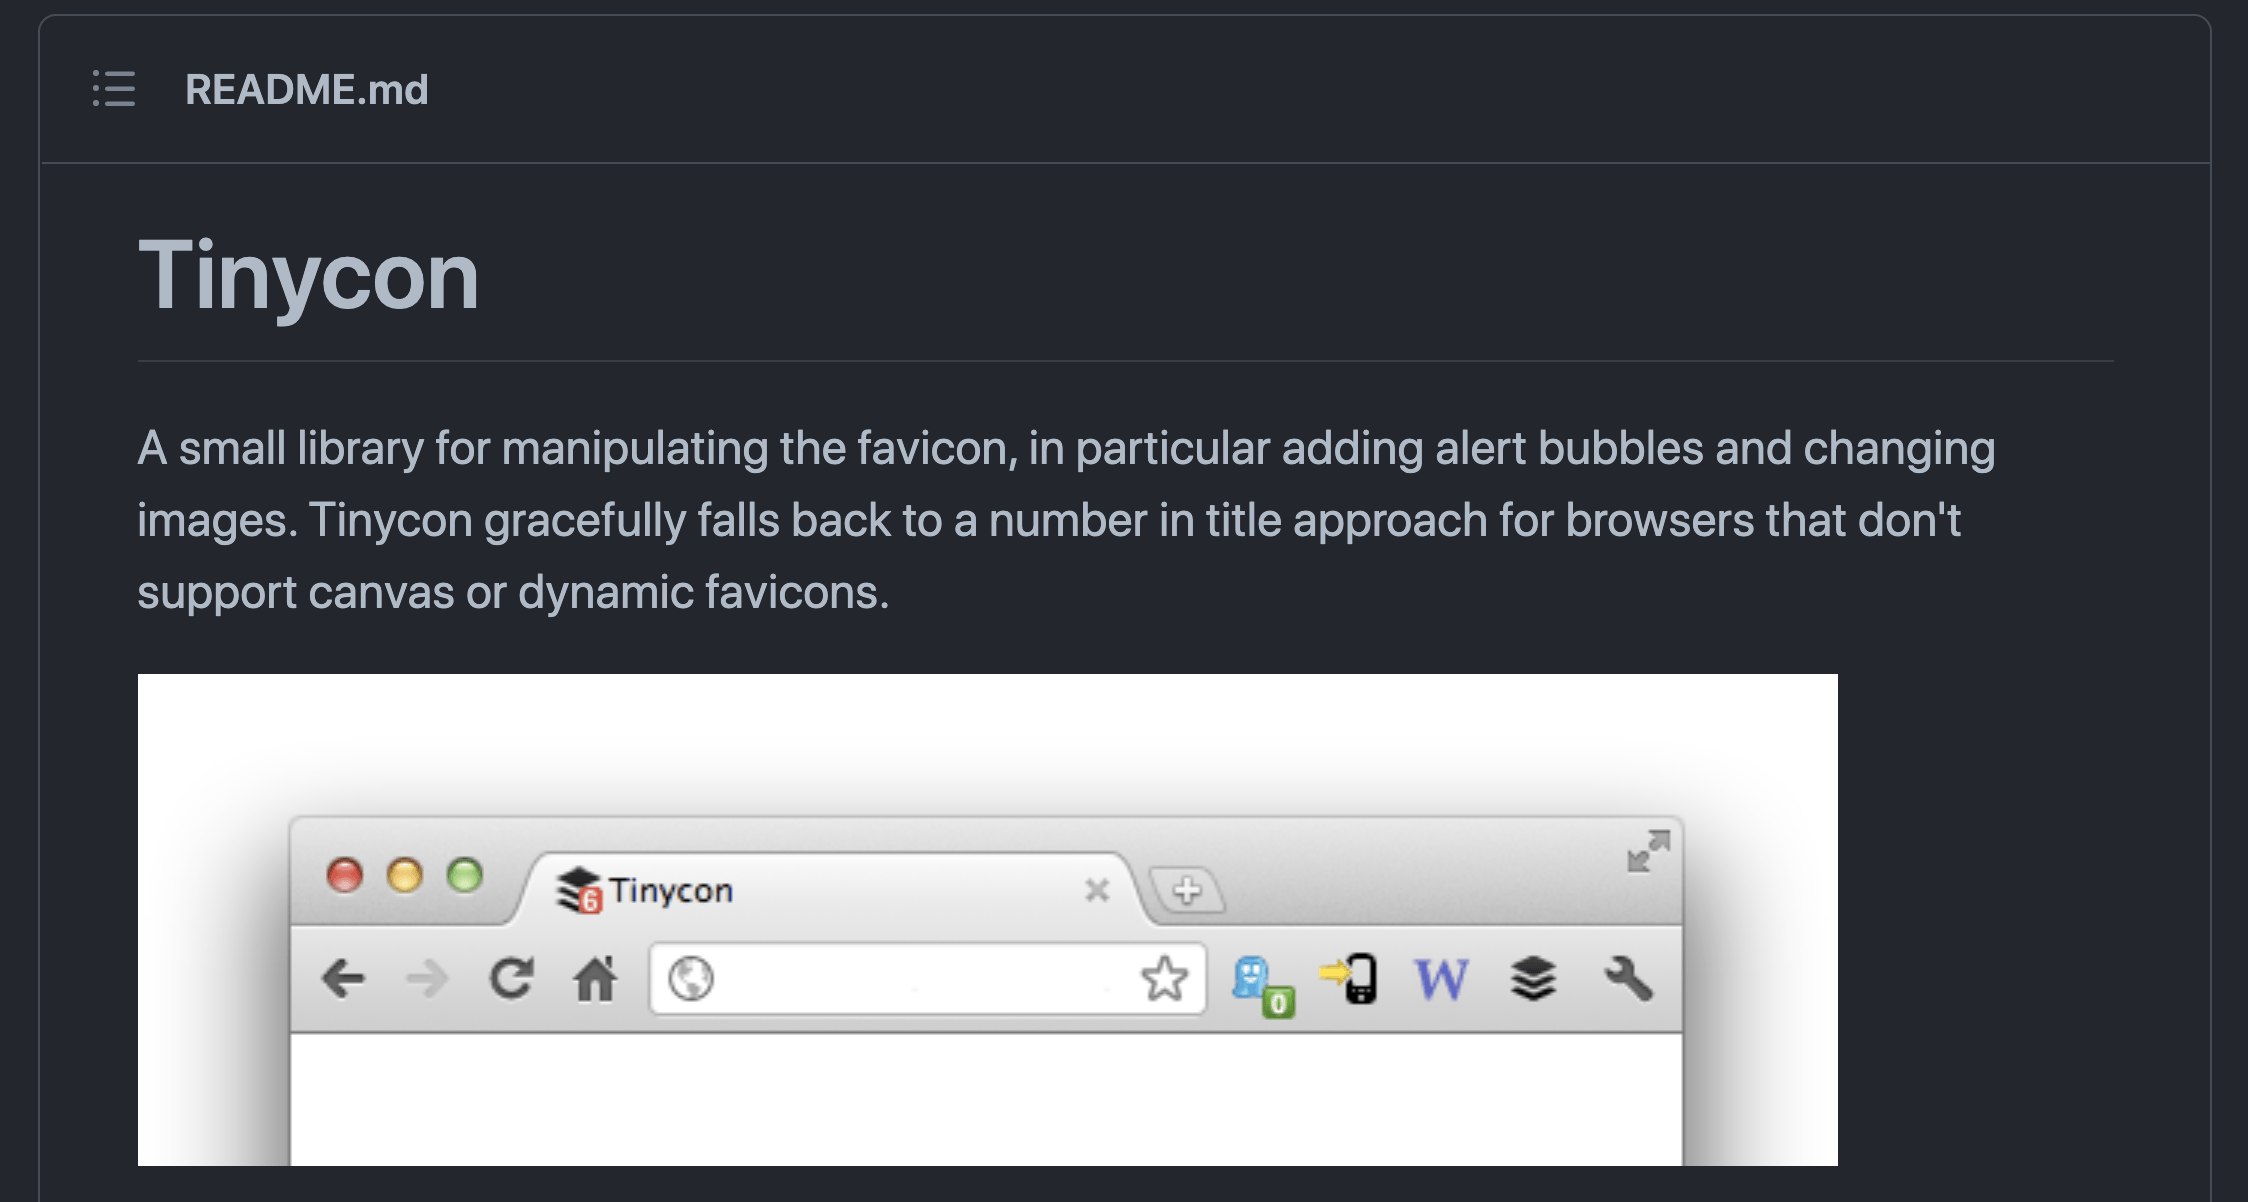 README.md
Tinycon
A small library for manipulating the favicon, in particular adding alert bubbles and changing
images. Tinycon gracefully falls back to a number in title approach for browsers that don't
support canvas or dynamic favicons.
6 Tinycon
0 W